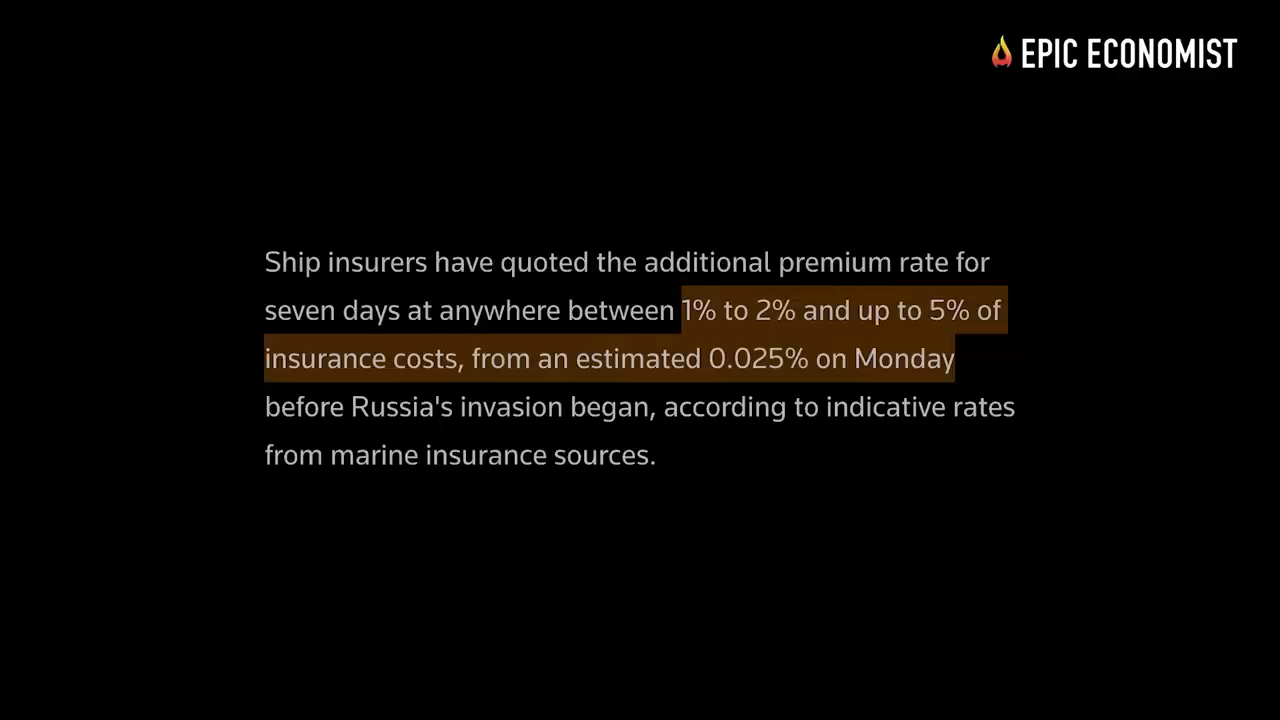 EPIC ECONOMIST
Ship insurers have quoted the additional premium rate for
seven days at anywhere between 1% to 2% and up to 5% of
insurance costs, from an estimated 0.025% on Monday
before Russia's invasion began, according to indicative rates
from marine insurance sources.